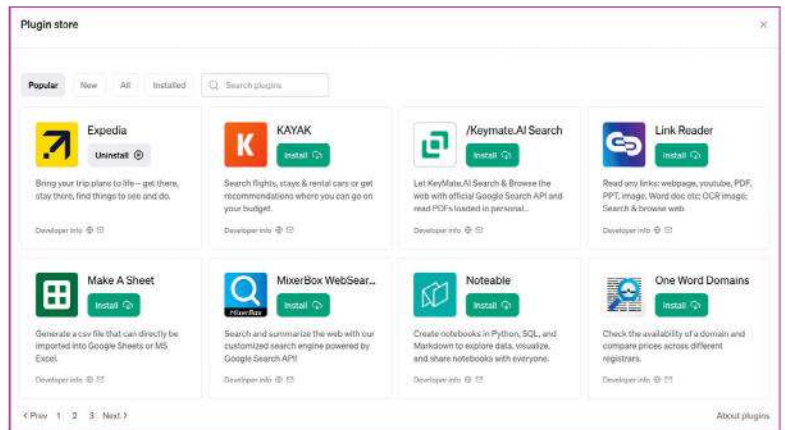 Plugin store
Popular New All Installed Search plugins
Expedia
Uninstall
Bring your trip plans to life – get there,
stay there, find things to see and do.
Developer info
K
KAYAK
Install
Search flights, stays & rental cars or get
recommendations where you can go on
your budget.
Developer info
/Keymate.AI Search
Install
Let KeyMate.AI Search & Browse the
web with official Google Search API and
read PDFs loaded in personal...
Developer info
Link Reader
Install
Read any links: webpage, youtube, PDF,
PPT, image, Word doc etc; OCR image;
Search & browse web.
Developer info
Make A Sheet
Install
Generate a csv file that can directly be
imported into Google Sheets or MS
Excel.
Developer info
MixerBox
MixerBox WebSear...
Install
Search and summarize the web with our
customized search engine powered by
Google Search API!
Developer info
Noteable
Install
Create notebooks in Python, SQL, and
Markdown to explore data, visualize,
and share notebooks with everyone.
Developer info
One Word Domains
Install
Check the availability of a domain and
compare prices across different
registrars.
Developer info
< Prev 1 2 3 Next >
About plugins